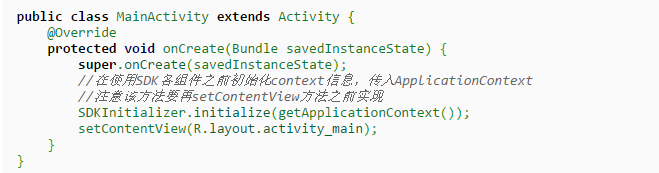 public class MainActivity extends Activity {
    @Override
    protected void onCreate(Bundle savedInstanceState) {
        super.onCreate(savedInstanceState);
        //在使用SDK各组件之前初始化context信息，传入ApplicationContext
        //注意该方法要再setContentView方法之前实现
        SDKInitializer.initialize(getApplicationContext());
        setContentView(R.layout.activity_main);
    }
}